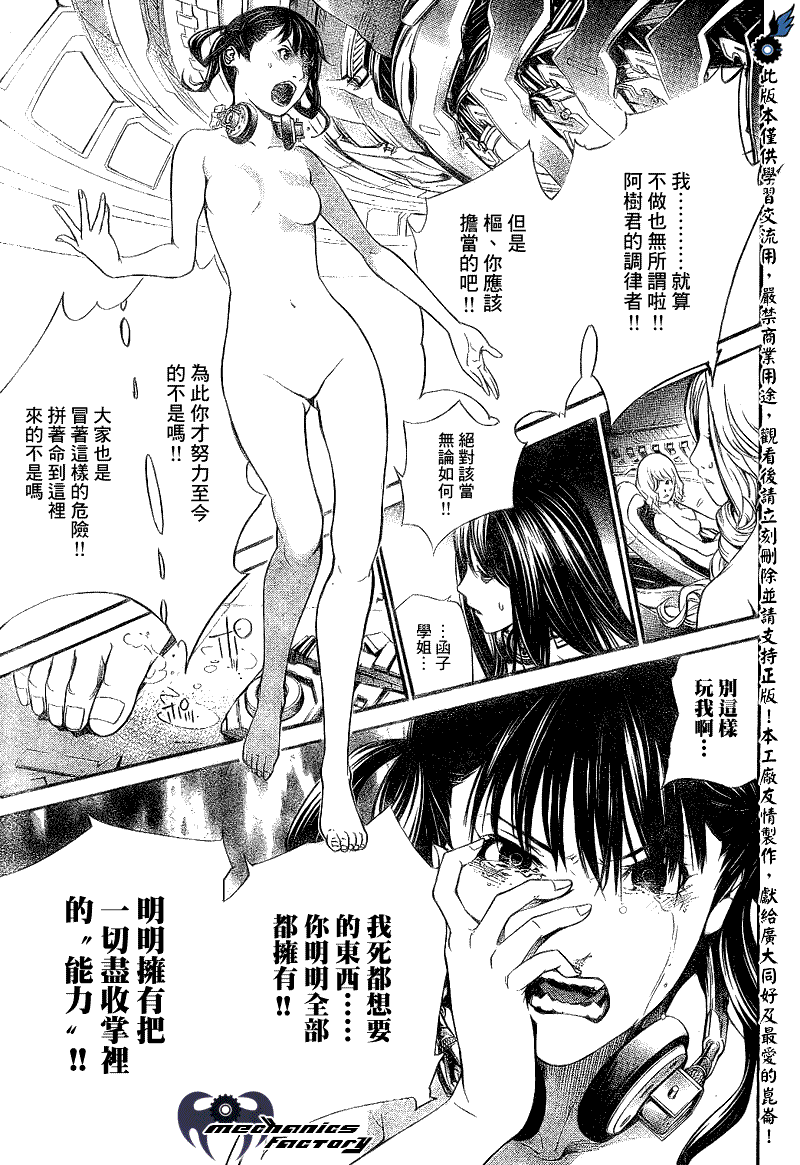 我…………就算
不做也無所謂啦!!
阿樹君的調律者!!
但是
樞、你應該
擔當的吧!!
絕對該當
無論如何!!
為此你才努力至今
的不是嗎!!
大家也是
冒著這樣的危險!!
拼著命到這裡
來的不是嗎
…函子
學姐…
ポ
ポ
別這樣
玩我啊…
我死都想要
的東西……
你明明全部
都擁有!!
明明擁有把
一切盡收掌裡
的〝能力〞!!
此版本僅供學習交流用，嚴禁商業用途，觀看後請立刻刪除並請支持正版！本工廠友情製作，獻給廣大同好及最愛的崑崙！
mechanics
Factory